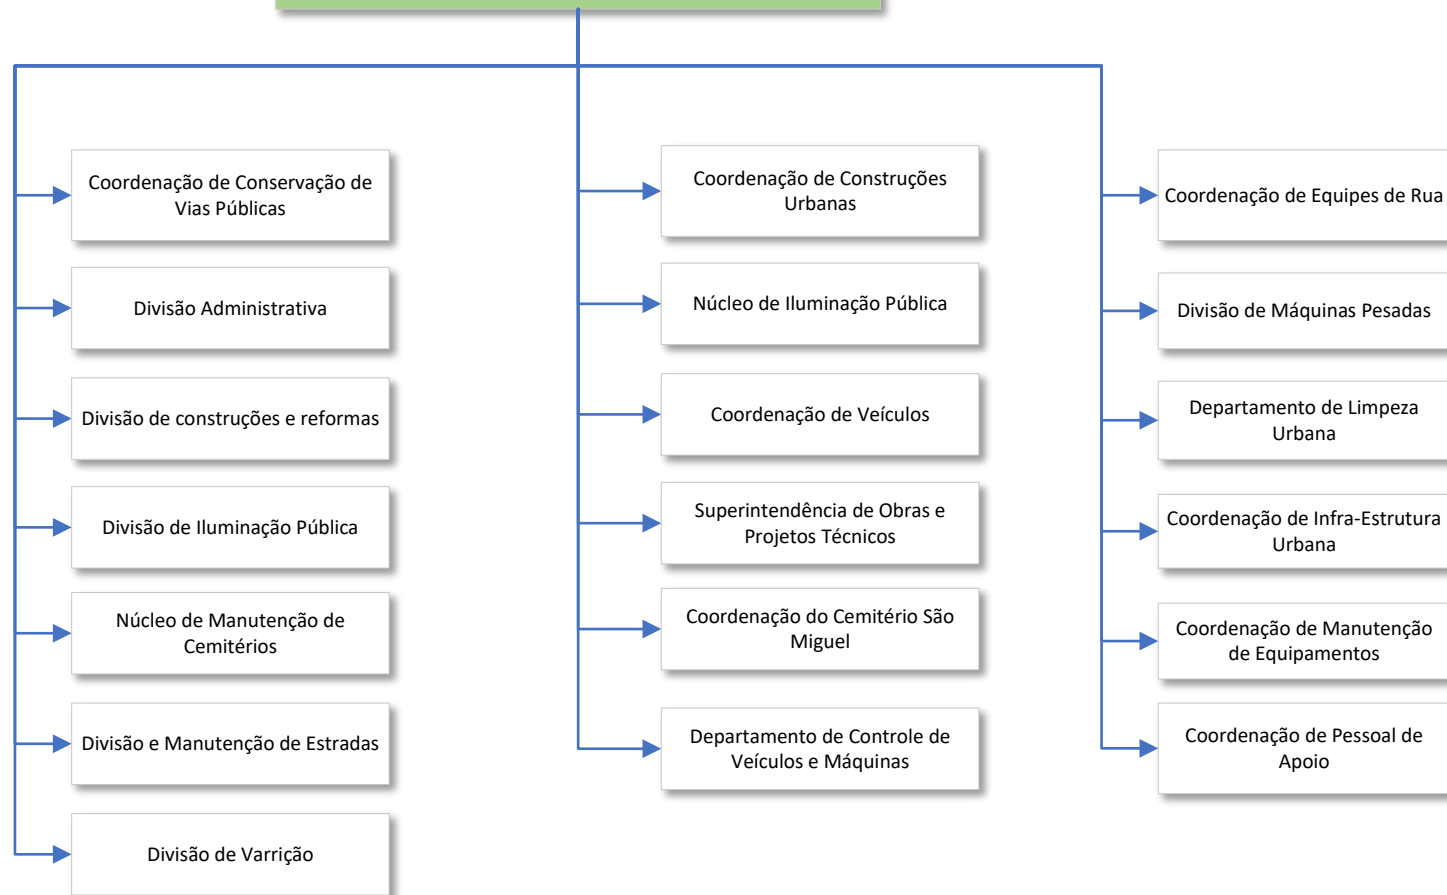 Coordenação de Conservação de
Vias Públicas
Divisão Administrativa
Divisão de construções e reformas
Divisão de Iluminação Pública
Núcleo de Manutenção de
Cemitérios
Divisão e Manutenção de Estradas
Divisão de Varrição
Coordenação de Construções
Urbanas
Núcleo de Iluminação Pública
Coordenação de Veículos
Superintendência de Obras e
Projetos Técnicos
Coordenação do Cemitério São
Miguel
Departamento de Controle de
Veículos e Máquinas
Coordenação de Equipes de Rua
Divisão de Máquinas Pesadas
Departamento de Limpeza
Urbana
Coordenação de Infra-Estrutura
Urbana
Coordenação de Manutenção
de Equipamentos
Coordenação de Pessoal de
Apoio